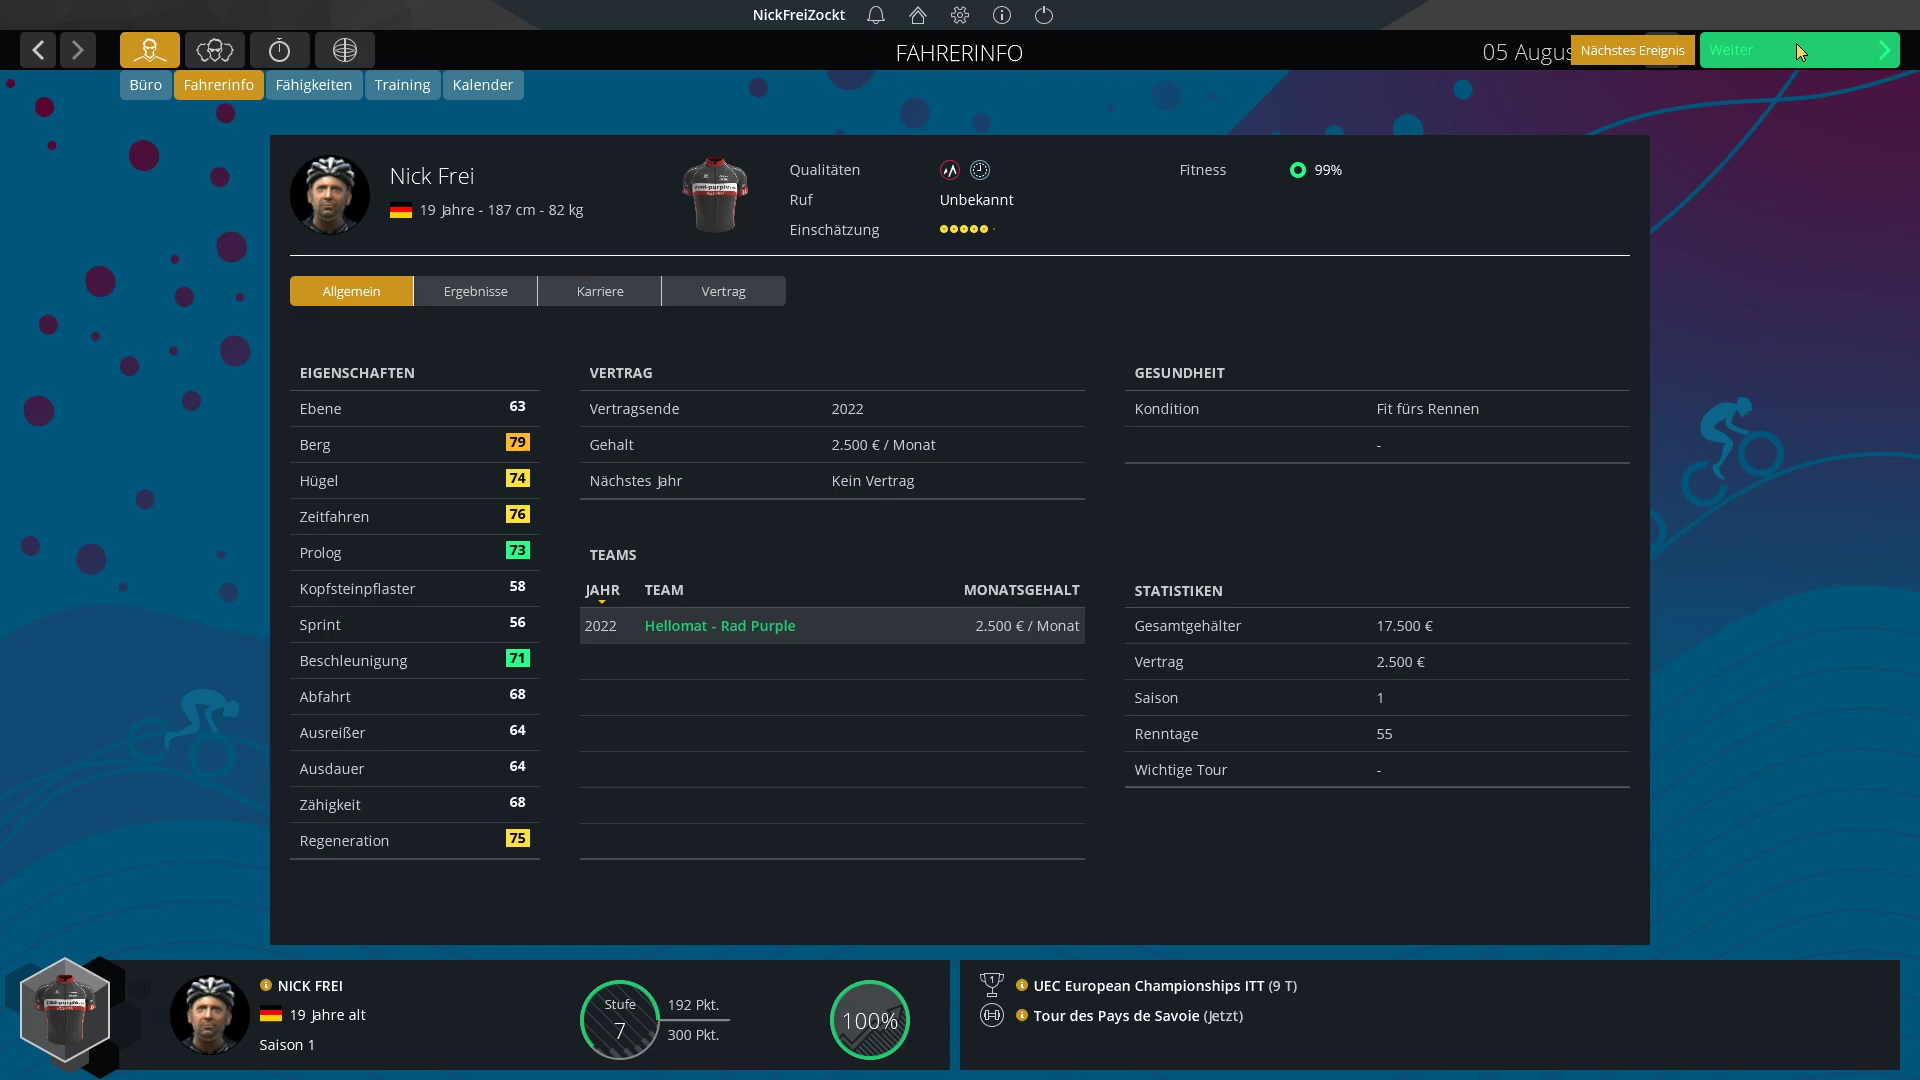 NickFreiZockt
FAHRERINFO
05 Augus
Nächstes Ereignis
Weiter
Büro
Fahrerinfo
Fähigkeiten
Training
Kalender
Nick Frei
19 Jahre - 187 cm - 82 kg
Qualitäten
Ruf
Unbekannt
Einschätzung
Fitness
99%
Allgemein
Ergebnisse
Karriere
Vertrag
EIGENSCHAFTEN
Ebene 63
Berg 79
Hügel 74
Zeitfahren 76
Prolog 73
Kopfsteinpflaster 58
Sprint 56
Beschleunigung 71
Abfahrt 68
Ausreißer 64
Ausdauer 64
Zähigkeit 68
Regeneration 75
VERTRAG
Vertragsende 2022
Gehalt 2.500 € / Monat
Nächstes Jahr Kein Vertrag
TEAMS
JAHR TEAM MONATSGEHALT
2022 Hellomat - Rad Purple 2.500 € / Monat
GESUNDHEIT
Kondition Fit fürs Rennen
-
STATISTIKEN
Gesamtgehälter 17.500 €
Vertrag 2.500 €
Saison 1
Renntage 55
Wichtige Tour -
NICK FREI
19 Jahre alt
Saison 1
Stufe
7
192 Pkt.
300 Pkt.
100%
UEC European Championships ITT (9 T)
Tour des Pays de Savoie (Jetzt)